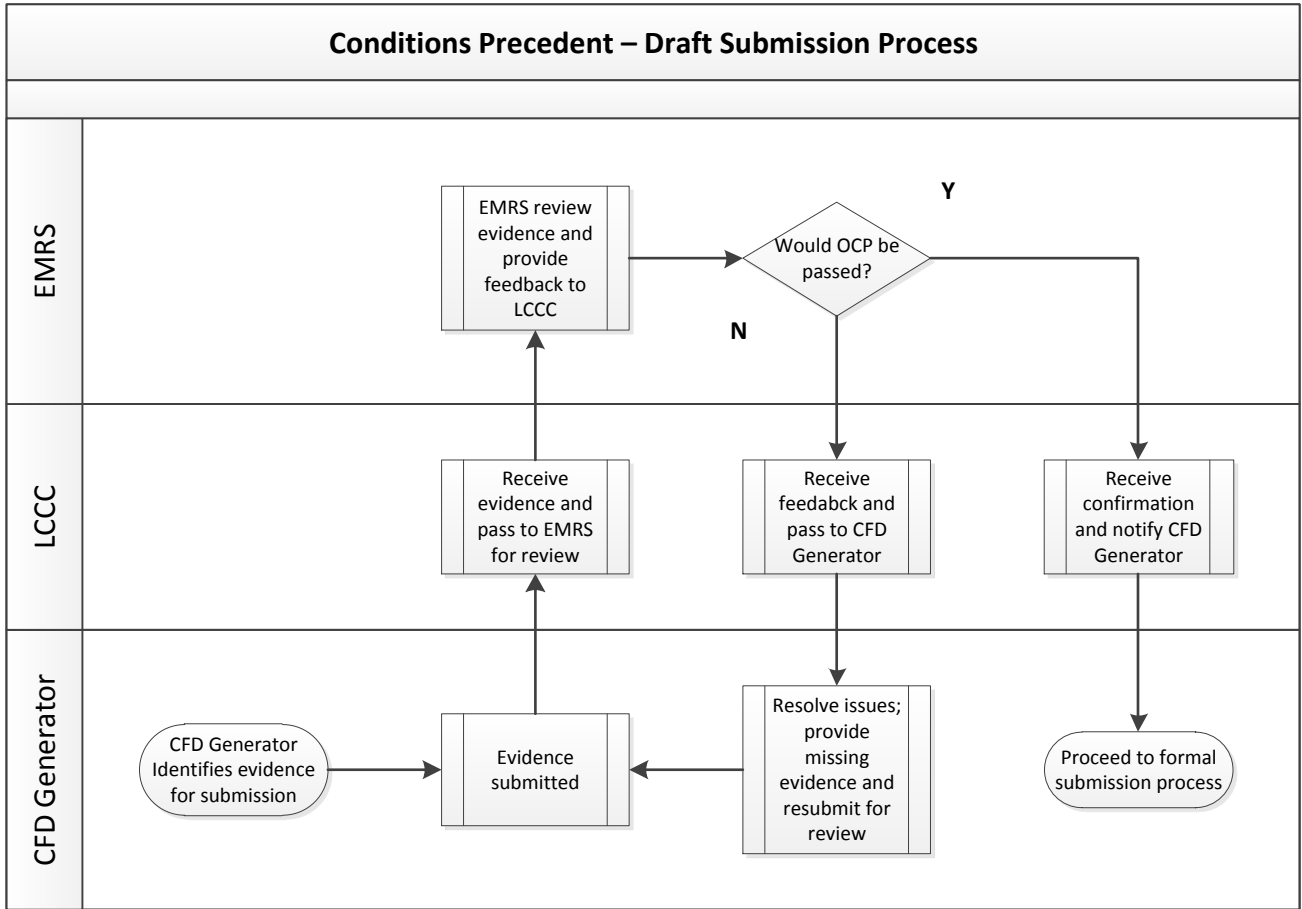 Conditions Precedent – Draft Submission Process
EMRS
EMRS review
evidence and
provide
feedback to
LCCC
Would OCP be
passed?
Y
N
LCCC
Receive
evidence and
pass to EMRS
for review
Receive
feedabck and
pass to CFD
Generator
Receive
confirmation
and notify CFD
Generator
CFD Generator
CFD Generator
Identifies evidence
for submission
Evidence
submitted
Resolve issues;
provide
missing
evidence and
resubmit for
review
Proceed to formal
submission process